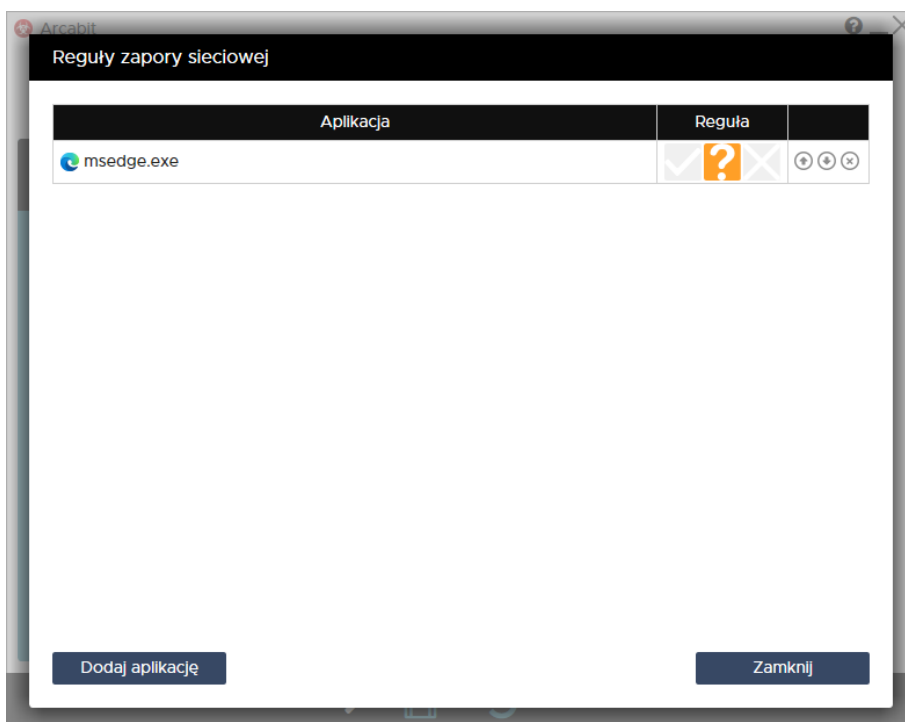 Arcabit
Reguły zapory sieciowej
Aplikacja Reguła
msedge.exe
Dodaj aplikację Zamknij